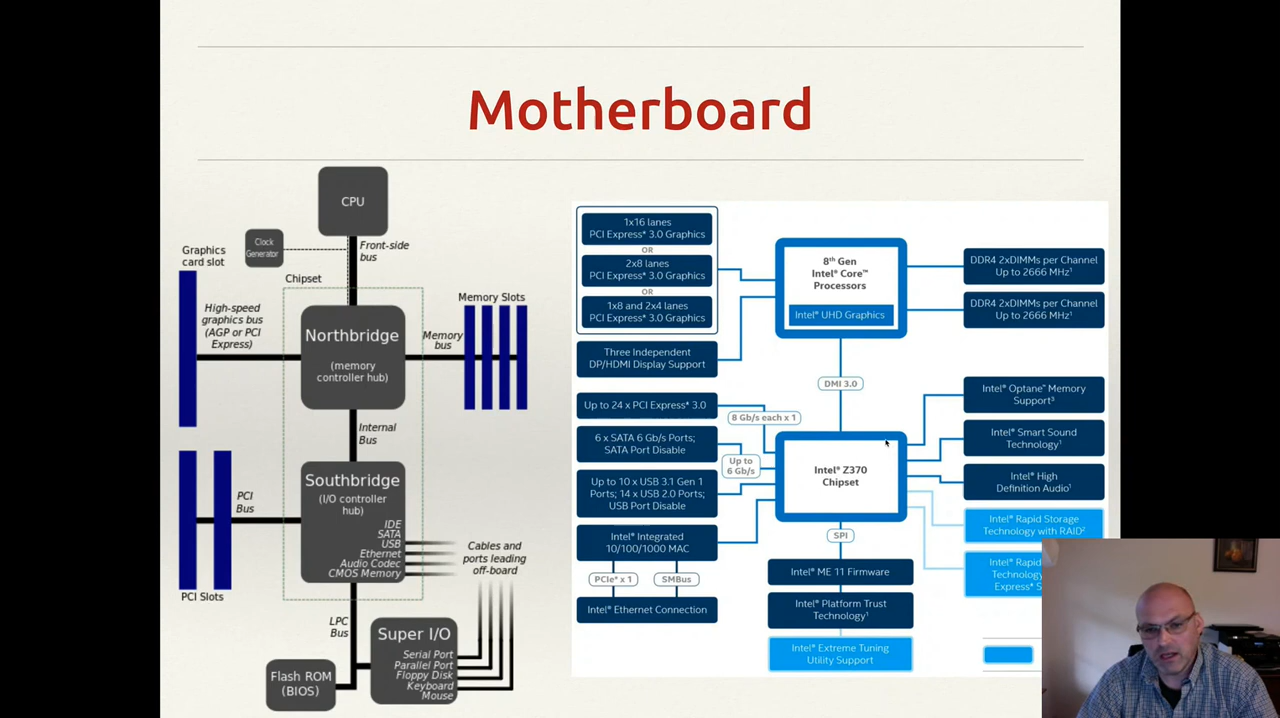 Motherboard
CPU
Clock
Generator
Front-side
bus
Graphics
card slot
Chipset
High-speed
graphics bus
(AGP or PCI
Express)
Northbridge
(memory
controller hub)
Memory Slots
Memory
bus
Internal
Bus
Southbridge
(I/O controller
hub)
IDE
SATA
USB
Ethernet
Audio Codec
CMOS Memory
PCI
Bus
PCI Slots
Cables and
ports leading
off-board
LPC
Bus
Super I/O
Serial Port
Parallel Port
Floppy Disk
Keyboard
Mouse
Flash ROM
(BIOS)
1x16 lanes
PCI Express* 3.0 Graphics
OR
2x8 lanes
PCI Express* 3.0 Graphics
OR
1x8 and 2x4 lanes
PCI Express* 3.0 Graphics
Three Independent
DP/HDMI Display Support
8th Gen
Intel® Core™
Processors
Intel® UHD Graphics
DDR4 2xDIMMs per Channel
Up to 2666 MHz¹
DDR4 2xDIMMs per Channel
Up to 2666 MHz¹
DMI 3.0
Up to 24 x PCI Express* 3.0
8 Gb/s each x 1
6 x SATA 6 Gb/s Ports;
SATA Port Disable
Up to
6 Gb/s
Up to 10 x USB 3.1 Gen 1
Ports; 14 x USB 2.0 Ports;
USB Port Disable
Intel® Integrated
10/100/1000 MAC
PCIe* x 1
SMBus
Intel® Ethernet Connection
Intel® Z370
Chipset
SPI
Intel® ME 11 Firmware
Intel® Platform Trust
Technology¹
Intel® Extreme Tuning
Utility Support
Intel® Optane™ Memory
Support³
Intel® Smart Sound
Technology¹
Intel® High
Definition Audio¹
Intel® Rapid Storage
Technology with RAID²
Intel® Rapid
Technology
Express* S